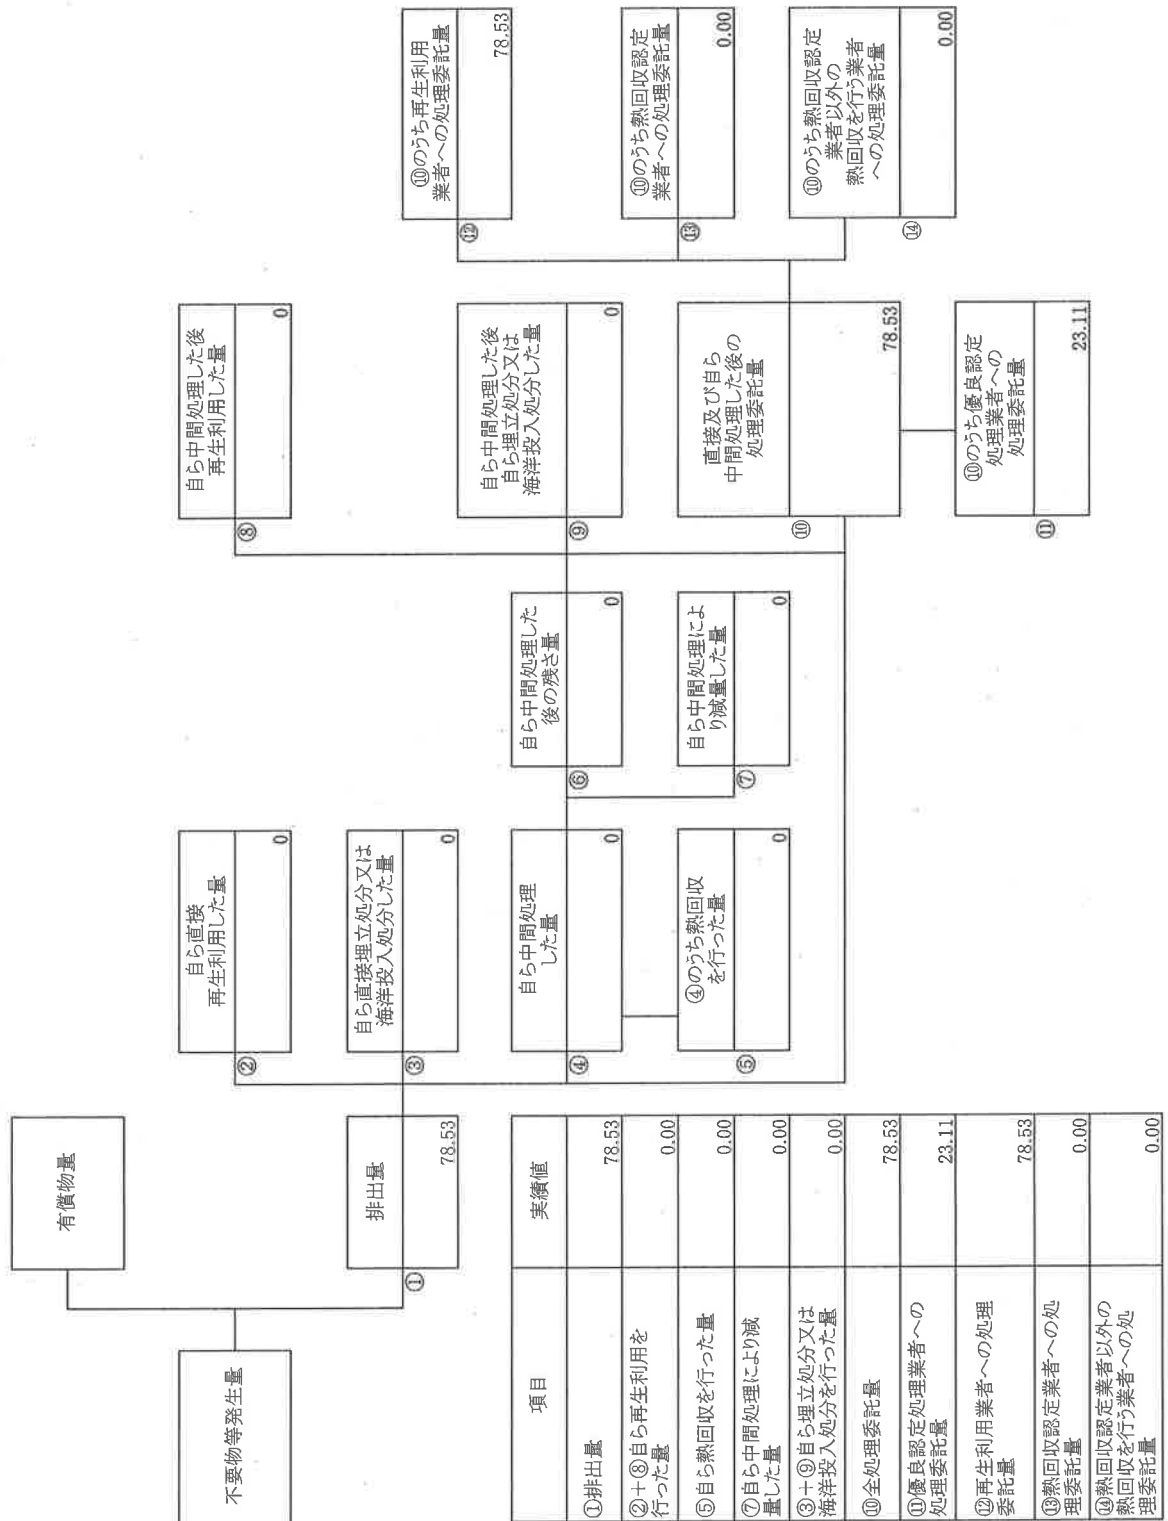 不要物等発生量
有償物量
排出量
①
78.53
自ら直接
再生利用した量
②
0
自ら直接埋立処分又は
海洋投入処分した量
③
0
自ら中間処理
した量
④
0
④のうち熱回収
を行った量
⑤
0
自ら中間処理した
後の残さ量
⑥
0
自ら中間処理によ
り減量した量
⑦
0
自ら中間処理した後
再生利用した量
⑧
0
自ら中間処理した後
自ら埋立処分又は
海洋投入処分した量
⑨
0
直接及び自ら
中間処理した後の
処理委託量
⑩
78.53
⑩のうち優良認定
処理業者への
処理委託量
⑪
23.11
⑩のうち再生利用
業者への処理委託量
⑫
78.53
⑩のうち熱回収認定
業者への処理委託量
⑬
0.00
⑩のうち熱回収認定
業者以外の
熱回収を行う業者
への処理委託量
⑭
0.00
項目 実績値
①排出量 78.53
②+⑧自ら再生利用を
行った量 0.00
⑤自ら熱回収を行った量 0.00
⑦自ら中間処理により減
量した量 0.00
③+⑨自ら埋立処分又は
海洋投入処分を行った量 0.00
⑩全処理委託量 78.53
⑪優良認定処理業者への
処理委託量 23.11
⑫再生利用業者への処理
委託量 78.53
⑬熱回収認定業者への処
理委託量 0.00
⑭熱回収認定業者以外の
熱回収を行う業者への処
理委託量 0.00